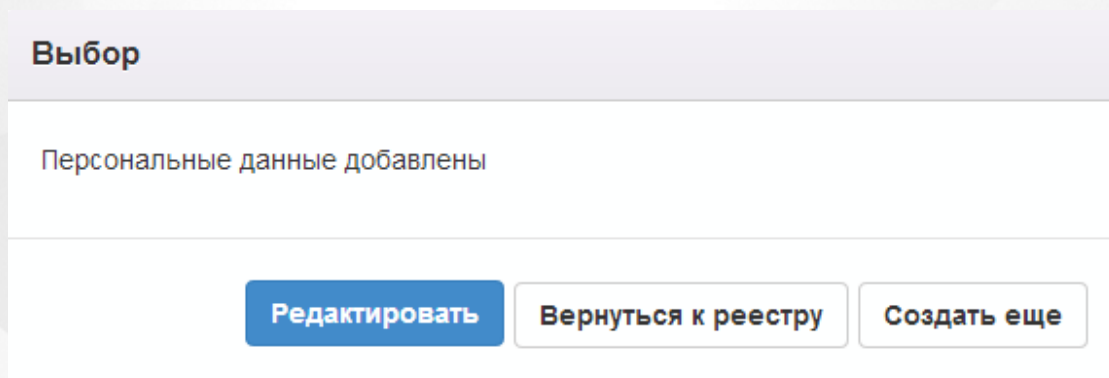 Выбор
Персональные данные добавлены
Редактировать Вернуться к реестру Создать еще